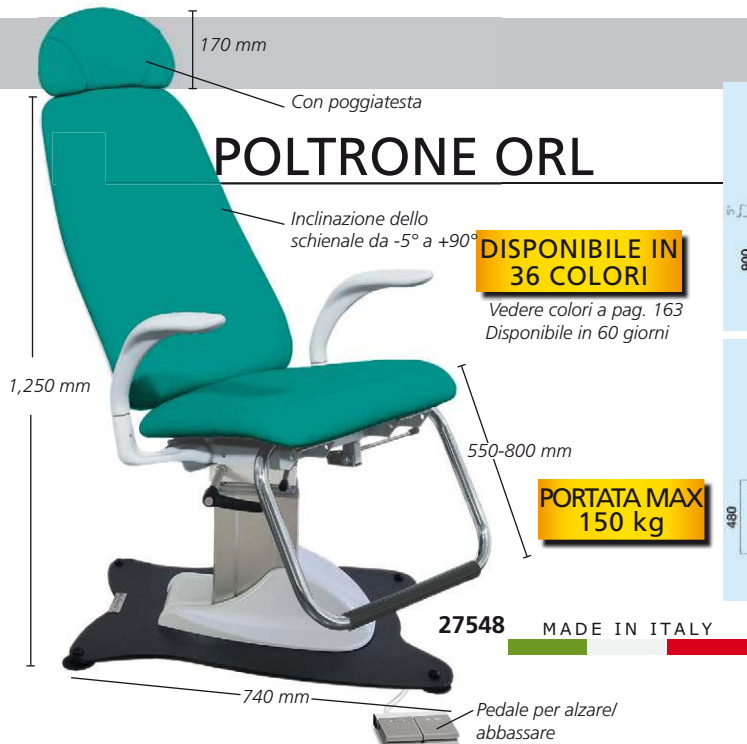 170 mm
Con poggiatesta
POLTRONE ORL
Inclinazione dello
schienale da -5° a +90°
DISPONIBILE IN
36 COLORI
Vedere colori a pag. 163
Disponibile in 60 giorni
5°
900
1,250 mm
550-800 mm
PORTATA MAX
150 kg
480
27548 MADE IN ITALY
740 mm
Pedale per alzare/
abbassare